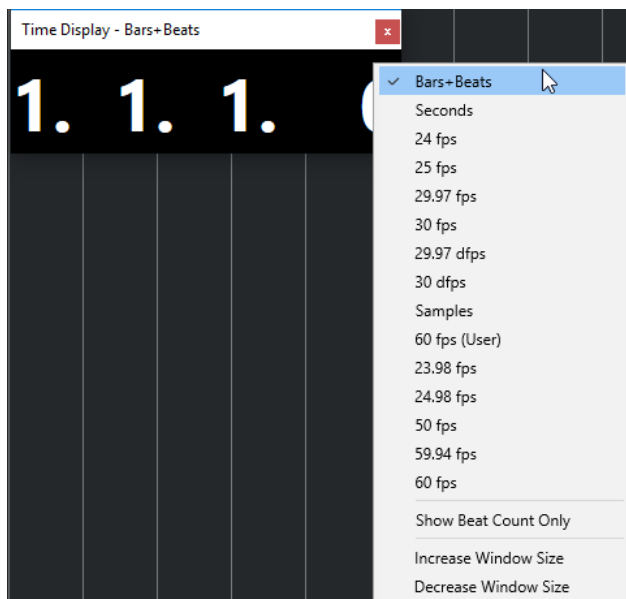 Time Display - Bars+Beats
x
1. 1. 1.
Bars+Beats
Seconds
24 fps
25 fps
29.97 fps
30 fps
29.97 dfps
30 dfps
Samples
60 fps (User)
23.98 fps
24.98 fps
50 fps
59.94 fps
60 fps
Show Beat Count Only
Increase Window Size
Decrease Window Size